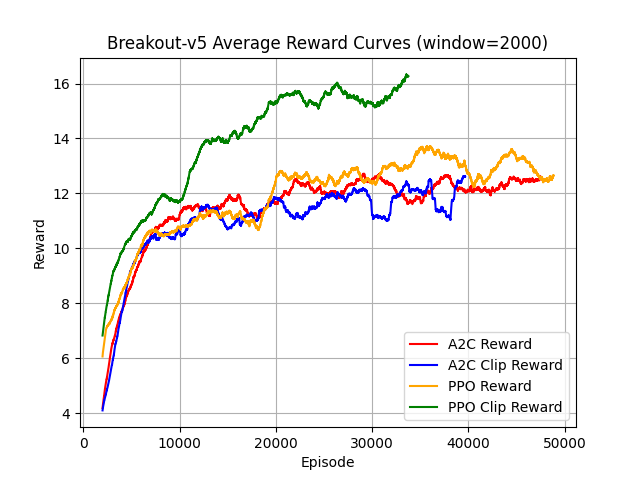 Breakout-v5 Average Reward Curves (window=2000)
Reward
16
14
12
10
8
6
4
A2C Reward
A2C Clip Reward
PPO Reward
PPO Clip Reward
0
10000
20000
30000
40000
50000
Episode